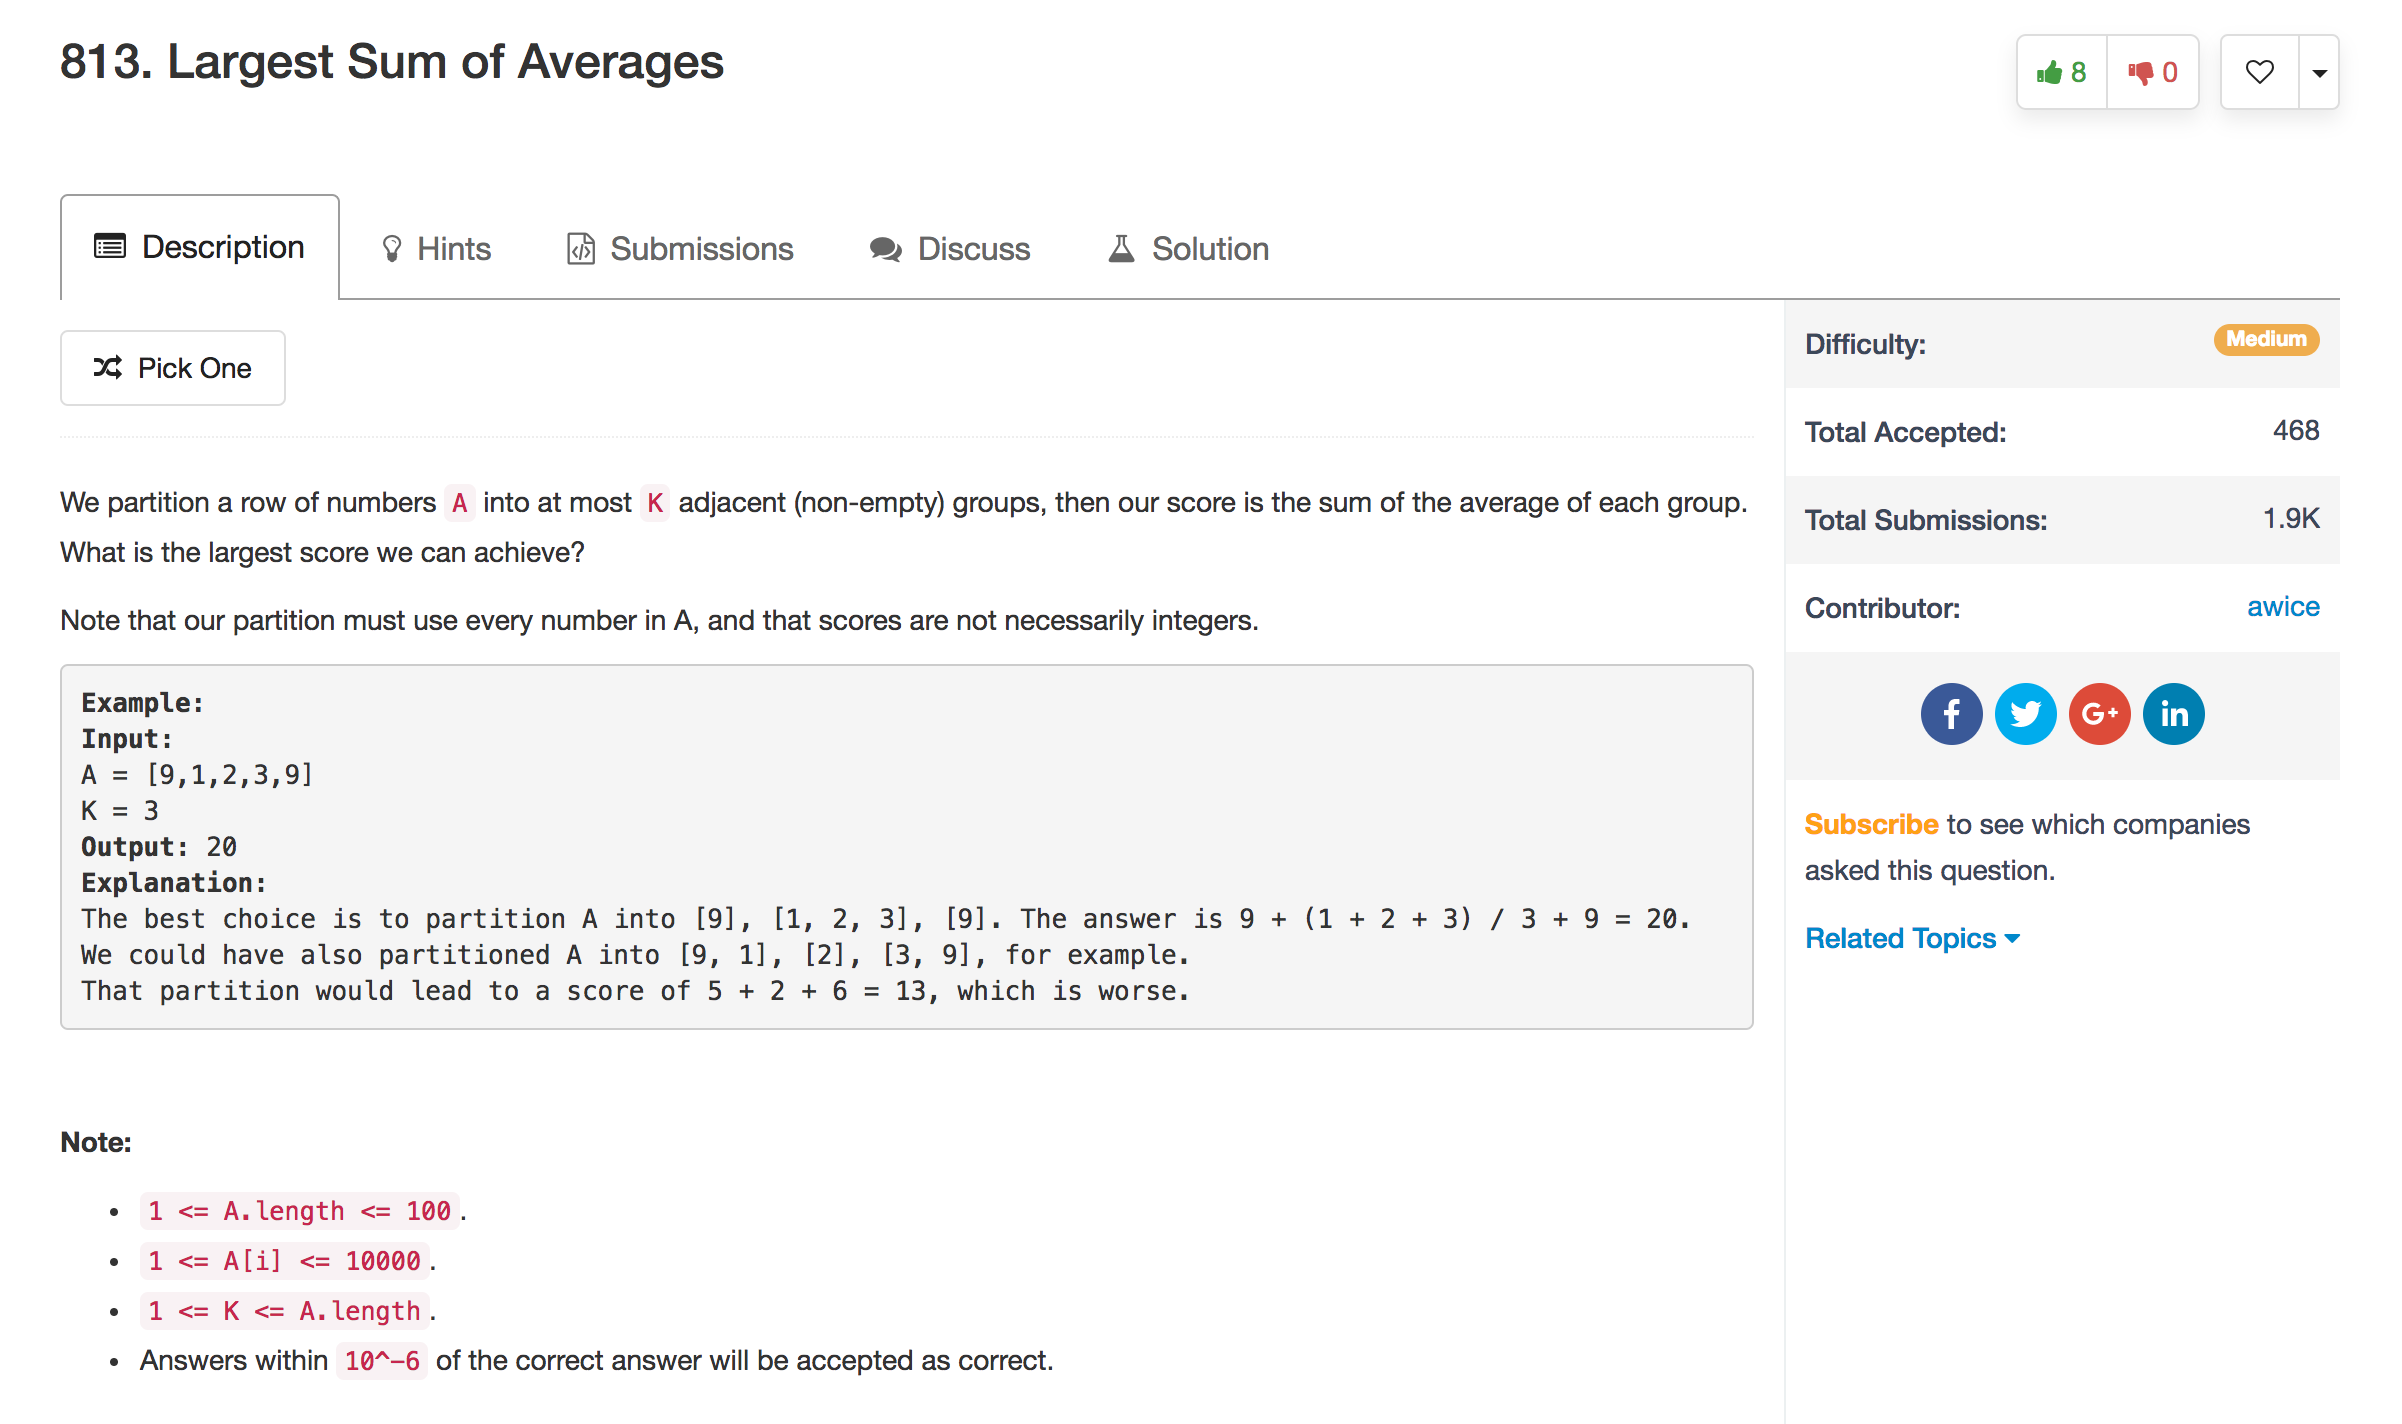 813. Largest Sum of Averages
8
0
Description
Hints
Submissions
Discuss
Solution
Pick One
Difficulty:
Medium
Total Accepted:
468
Total Submissions:
1.9K
Contributor:
awice
f
G+
in
Subscribe to see which companies
asked this question.
Related Topics
We partition a row of numbers A into at most K adjacent (non-empty) groups, then our score is the sum of the average of each group.
What is the largest score we can achieve?
Note that our partition must use every number in A, and that scores are not necessarily integers.
Example:
Input:
A = [9,1,2,3,9]
K = 3
Output: 20
Explanation:
The best choice is to partition A into [9], [1, 2, 3], [9]. The answer is 9 + (1 + 2 + 3) / 3 + 9 = 20.
We could have also partitioned A into [9, 1], [2], [3, 9], for example.
That partition would lead to a score of 5 + 2 + 6 = 13, which is worse.
Note:
• 1 <= A.length <= 100.
• 1 <= A[i] <= 10000.
• 1 <= K <= A.length.
• Answers within 10^-6 of the correct answer will be accepted as correct.